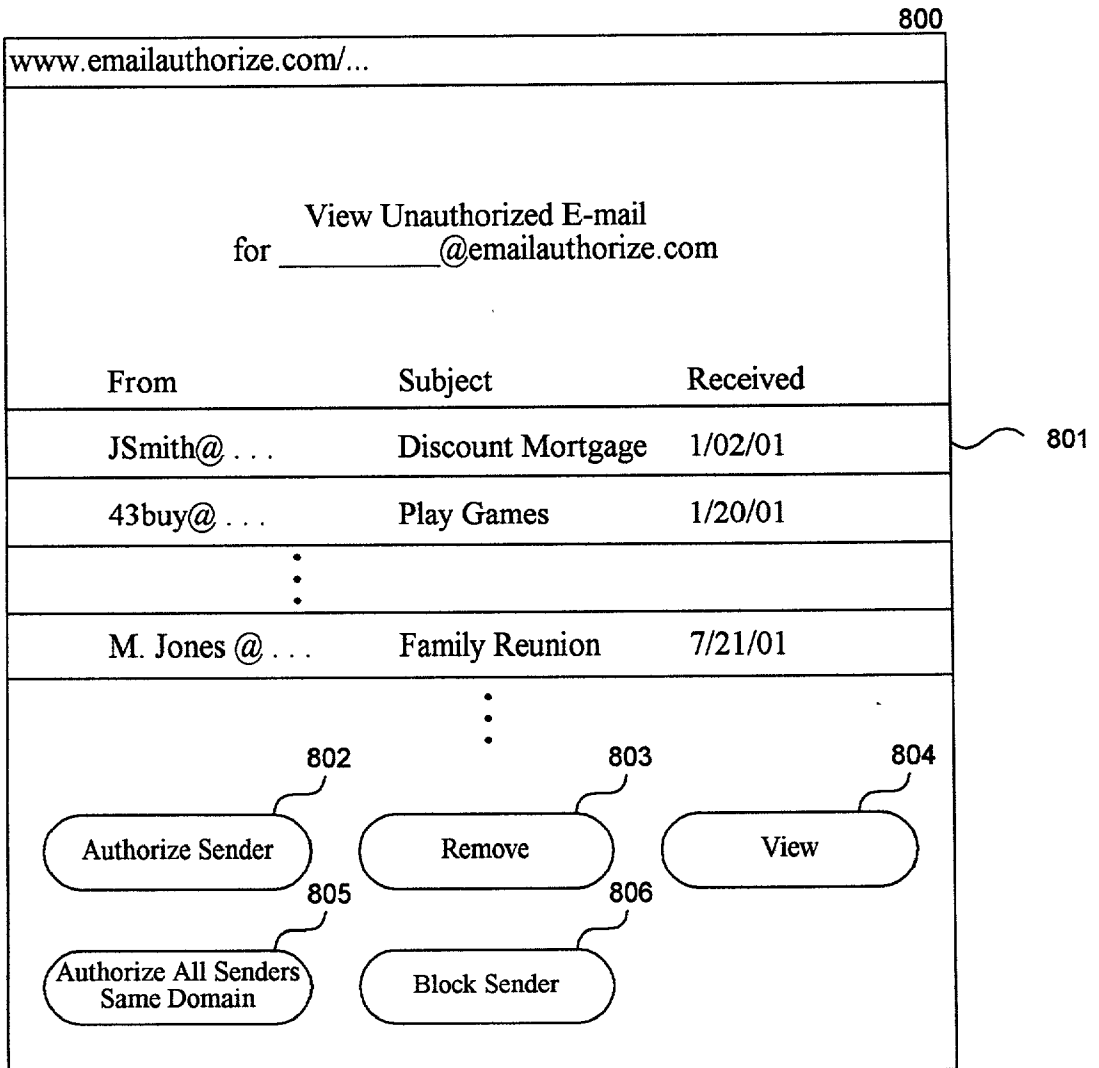 800
www.emailauthorize.com/...
View Unauthorized E-mail
for __________@emailauthorize.com
From Subject Received
JSmith@ . . . Discount Mortgage 1/02/01
801
43buy@ . . . Play Games 1/20/01
M. Jones @ . . . Family Reunion 7/21/01
802 803 804
Authorize Sender Remove View
805 806
Authorize All Senders
Same Domain
Block Sender